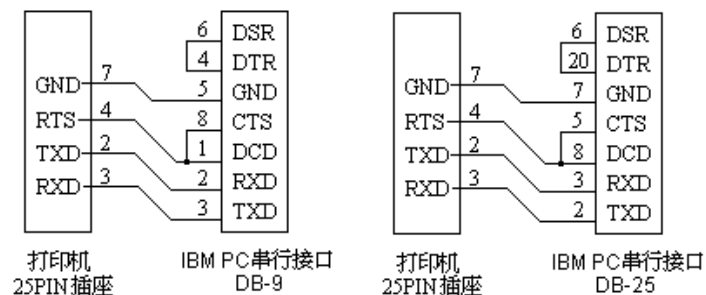 6 DSR
4 DTR
GND 7 5 GND
RTS 4 8 CTS
1 DCD
TXD 2 2 RXD
RXD 3 3 TXD
打印机
25PIN插座
IBM PC串行接口
DB-9
6 DSR
20 DTR
GND 7 7 GND
RTS 4 5 CTS
8 DCD
TXD 2 3 RXD
RXD 3 2 TXD
打印机
25PIN插座
IBM PC串行接口
DB-25